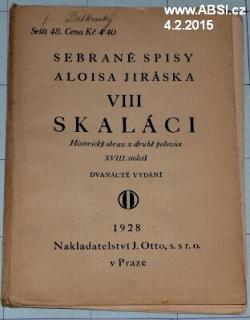 www.ABSI.cz
4.2.2015
Sešit 48. Cena Kč 4·40
SEBRANÉ SPISY
ALOISA JIRÁSKA
VIII
SKALÁCI
Historický obraz z druhé polovice
XVIII. století
DVANÁCTÉ VYDÁNÍ
1928
Nakladatelství J. Otto, s. s r. o.
v Praze